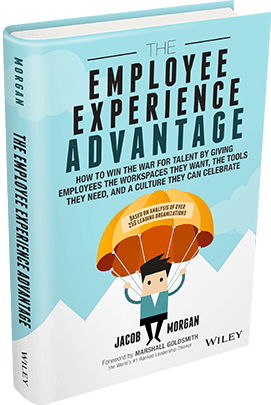 THE
EMPLOYEE
EXPERIENCE
ADVANTAGE
HOW TO WIN THE WAR FOR TALENT BY GIVING
EMPLOYEES THE WORKSPACES THEY WANT, THE TOOLS
THEY NEED, AND A CULTURE THEY CAN CELEBRATE
BASED ON ANALYSIS OF OVER
250 LEADING ORGANIZATIONS
JACOB MORGAN
Foreword by MARSHALL GOLDSMITH
the World's #1 Ranked Leadership Thinker
WILEY
MORGAN
THE EMPLOYEE EXPERIENCE ADVANTAGE
WILEY